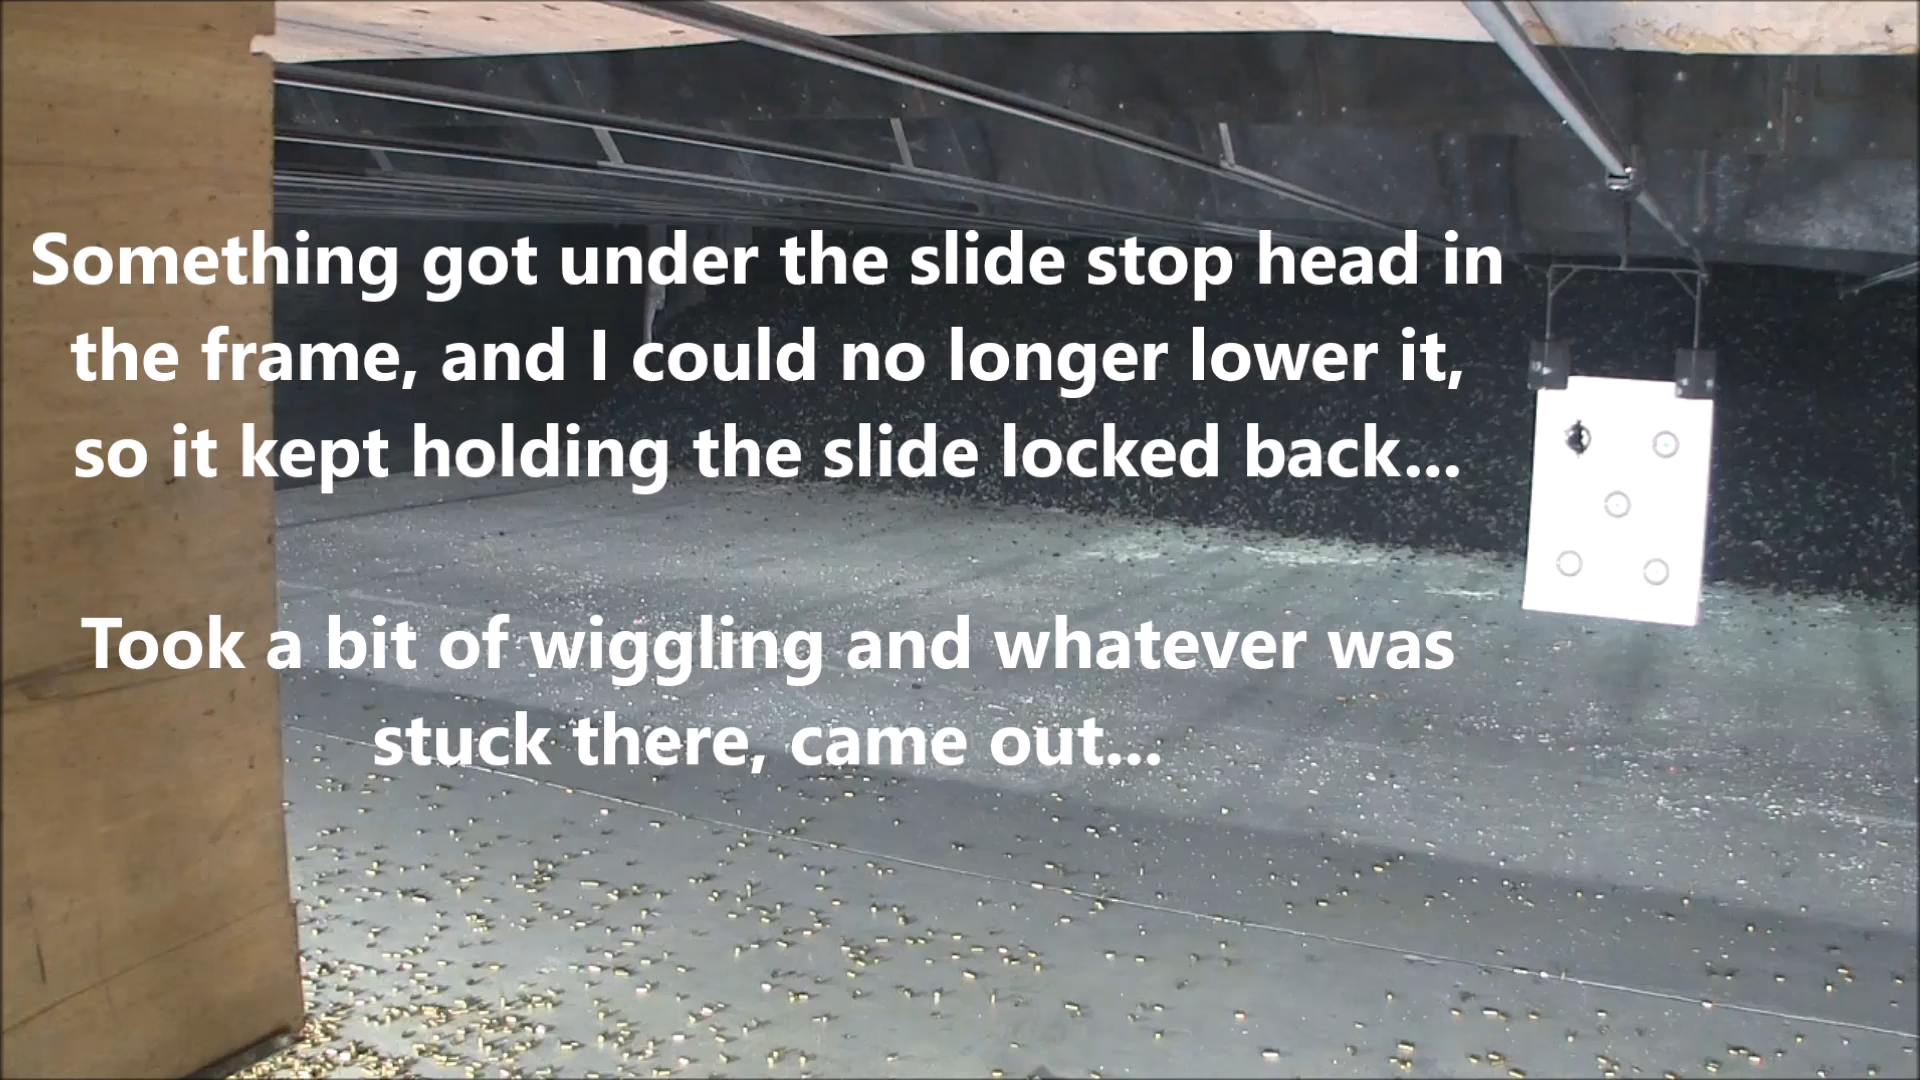 Something got under the slide stop head in
the frame, and I could no longer lower it,
so it kept holding the slide locked back...
Took a bit of wiggling and whatever was
stuck there, came out...